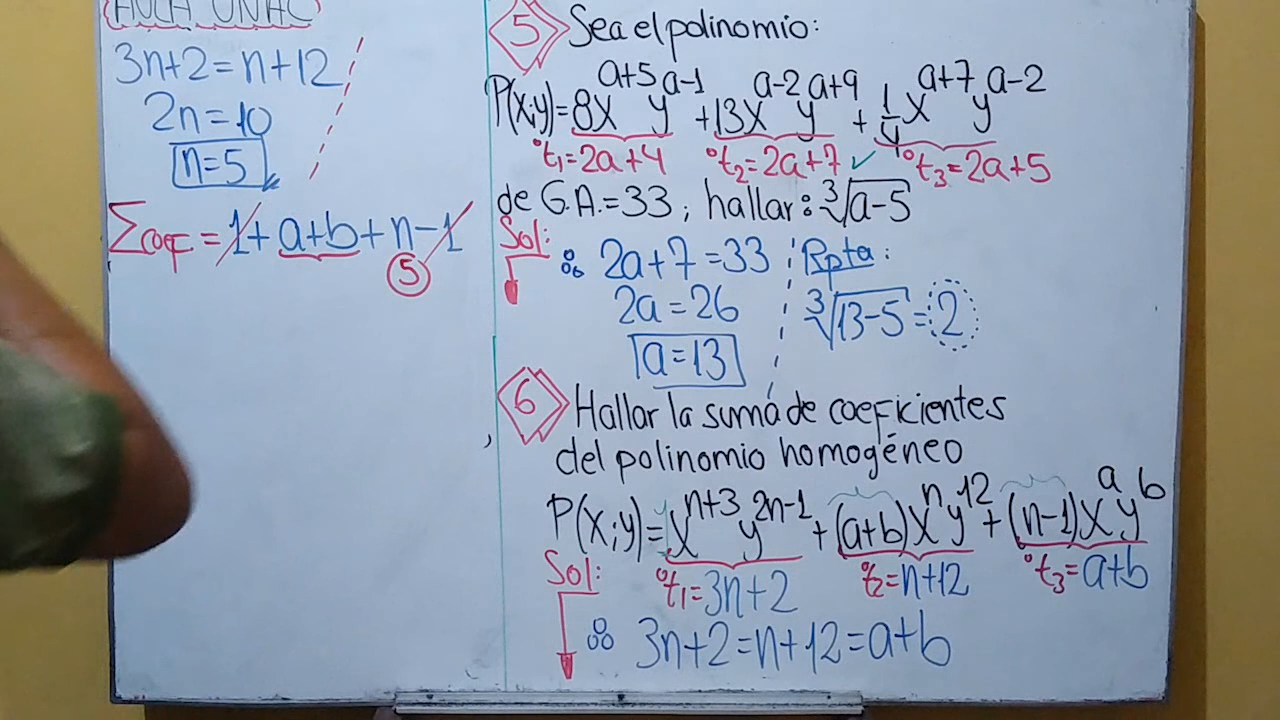 3n+2=n+12
2n=10
n=5
Σcoef = 1+a+b+n-1
5
5 Sea el polinomio:
P(x;y)=8x^{a+5}y^{a-1}+13x^{a-2}y^{a+9}+\frac{1}{4}x^{a+7}y^{a-2}
°t₁=2a+4 °t₂=2a+7 ✓ °t₃=2a+5
de G.A.=33; hallar: ∛(a-5)
Sol:
∴ 2a+7=33
2a=26
a=13
Rpta:
∛(13-5)=2
6 Hallar la suma de coeficientes
del polinomio homogéneo
P(x;y)=x^{n+3}y^{2n-1}+(a+b)x^{n}y^{12}+(n-1)x^{a}y^{b}
Sol: °t₁=3n+2 °t₂=n+12 °t₃=a+b
∴ 3n+2=n+12=a+b